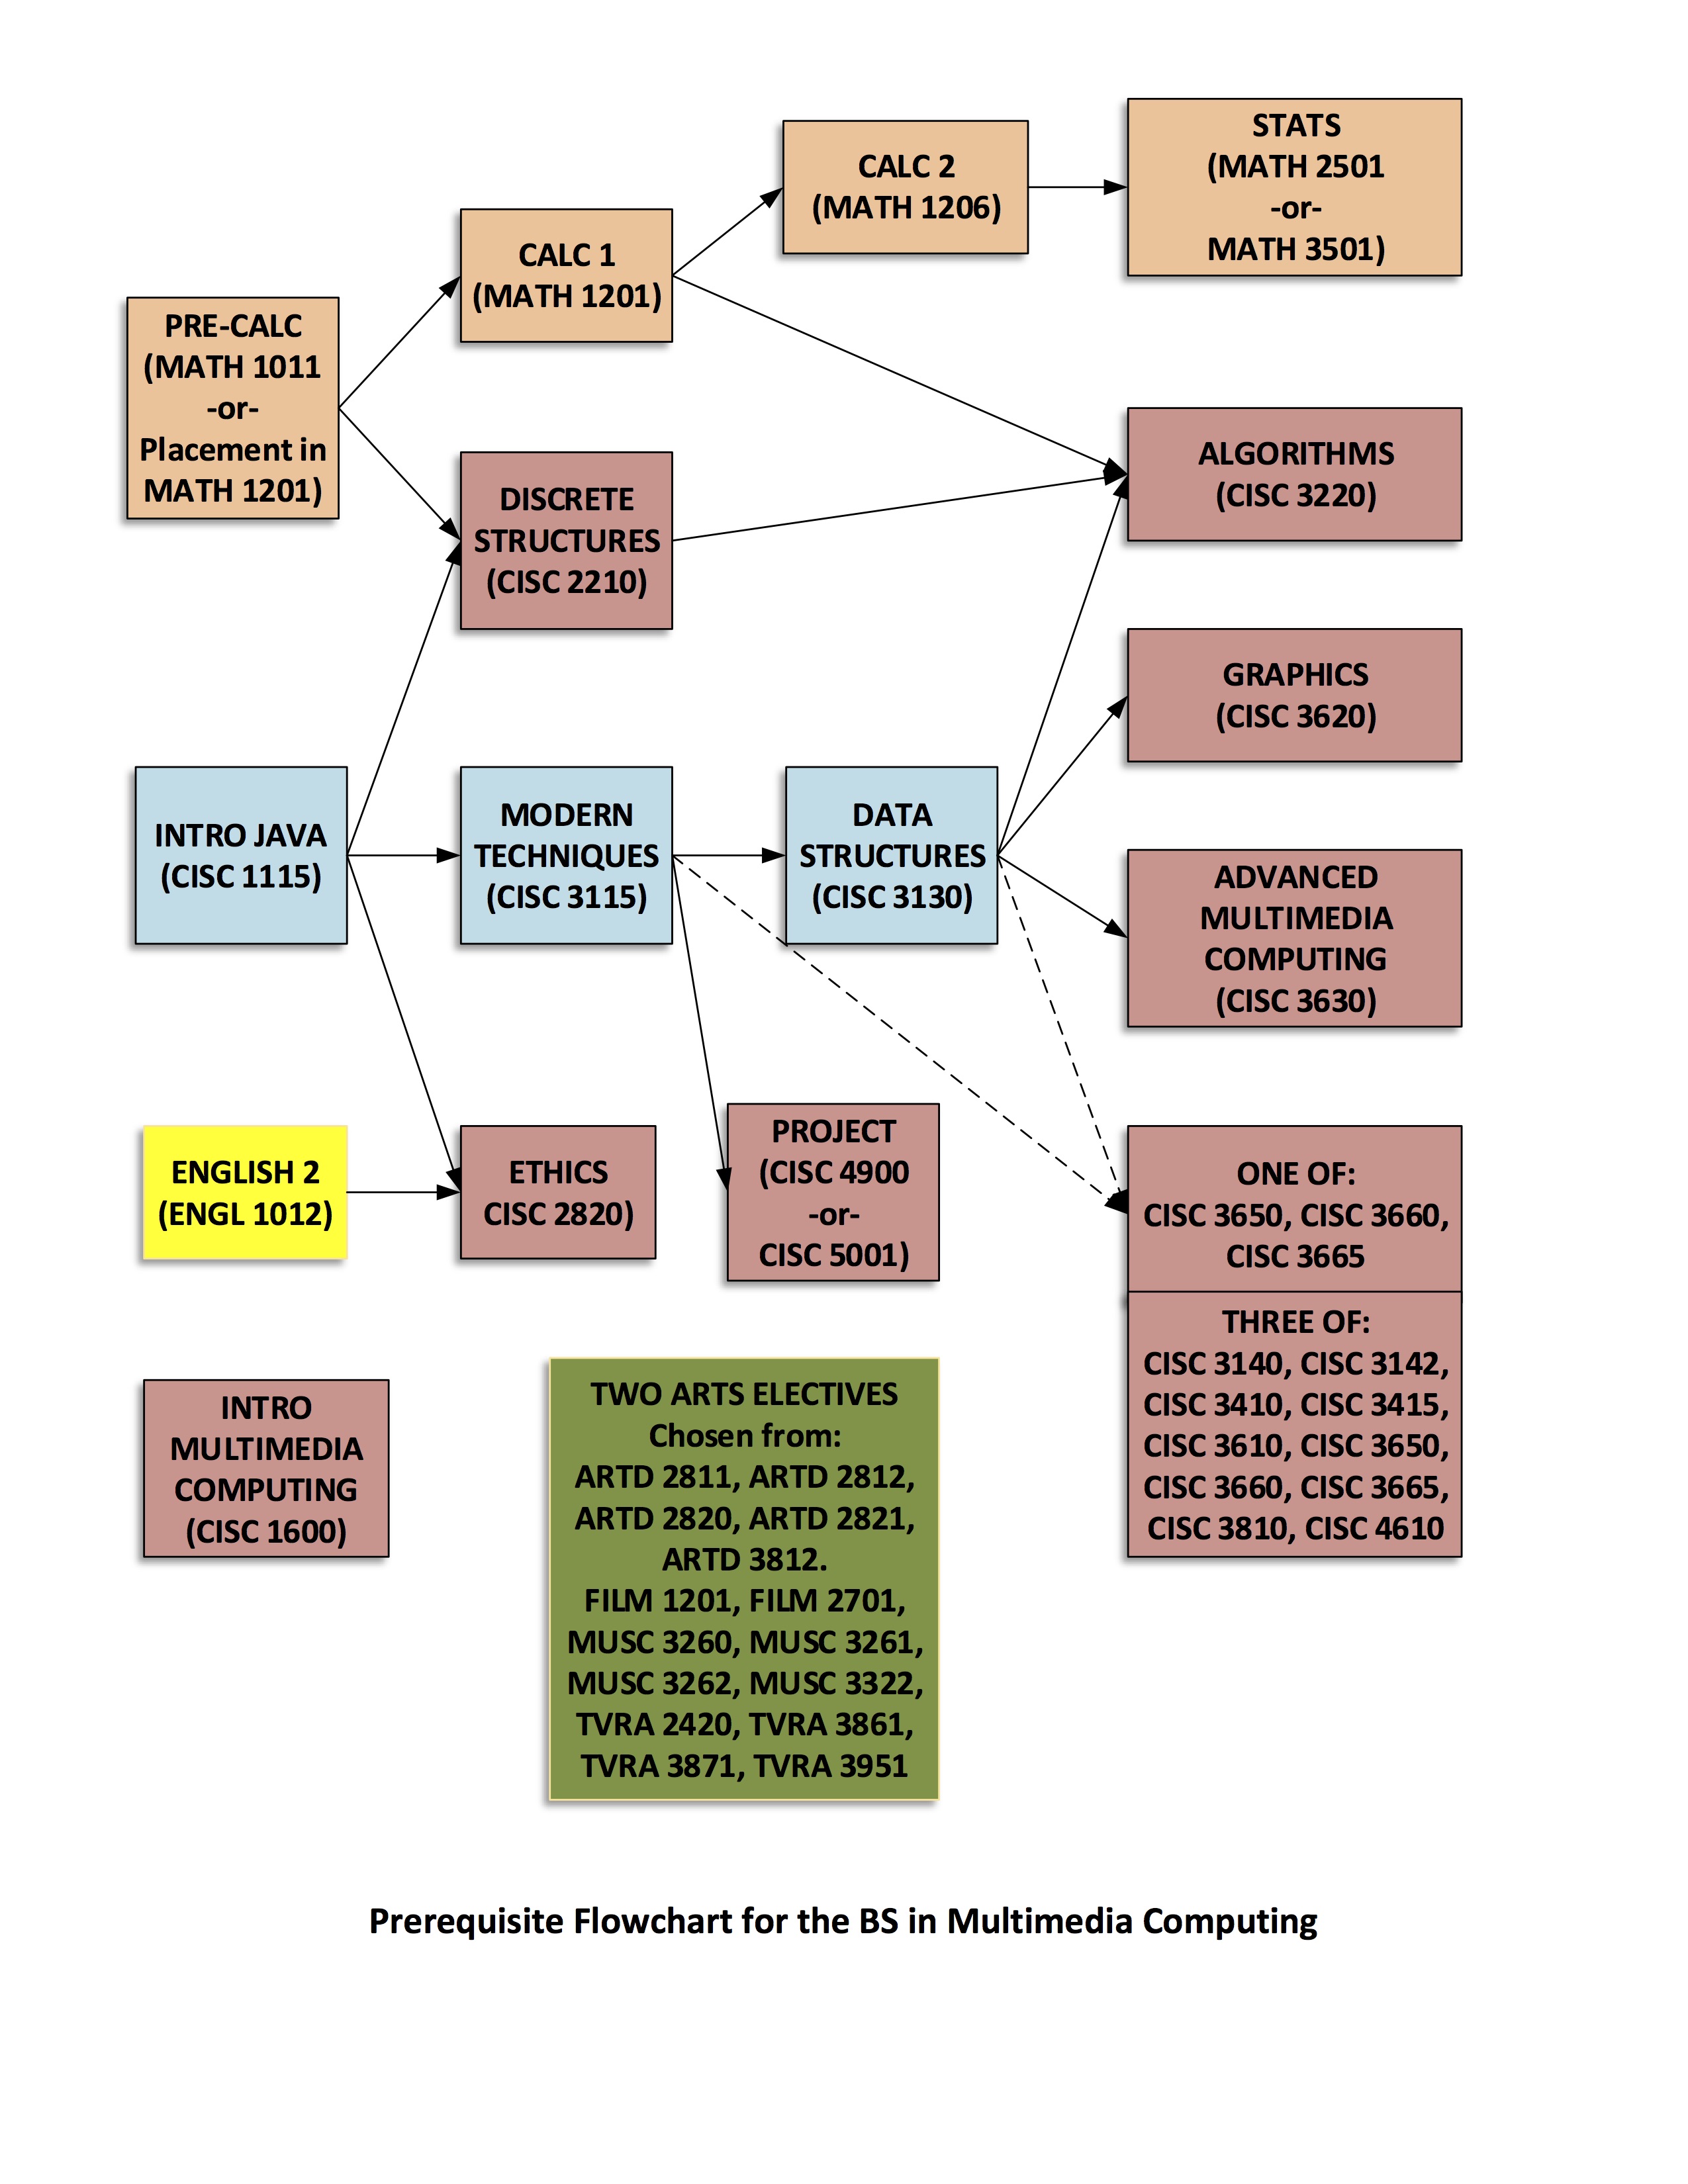 STATS
(MATH 2501
-or-
MATH 3501)
CALC 2
(MATH 1206)
CALC 1
(MATH 1201)
PRE-CALC
(MATH 1011
-or-
Placement in
MATH 1201)
ALGORITHMS
(CISC 3220)
DISCRETE
STRUCTURES
(CISC 2210)
GRAPHICS
(CISC 3620)
INTRO JAVA
(CISC 1115)
MODERN
TECHNIQUES
(CISC 3115)
DATA
STRUCTURES
(CISC 3130)
ADVANCED
MULTIMEDIA
COMPUTING
(CISC 3630)
ENGLISH 2
(ENGL 1012)
ETHICS
CISC 2820)
PROJECT
(CISC 4900
-or-
CISC 5001)
ONE OF:
CISC 3650, CISC 3660,
CISC 3665
THREE OF:
CISC 3140, CISC 3142,
CISC 3410, CISC 3415,
CISC 3610, CISC 3650,
CISC 3660, CISC 3665,
CISC 3810, CISC 4610
INTRO
MULTIMEDIA
COMPUTING
(CISC 1600)
TWO ARTS ELECTIVES
Chosen from:
ARTD 2811, ARTD 2812,
ARTD 2820, ARTD 2821,
ARTD 3812.
FILM 1201, FILM 2701,
MUSC 3260, MUSC 3261,
MUSC 3262, MUSC 3322,
TVRA 2420, TVRA 3861,
TVRA 3871, TVRA 3951
Prerequisite Flowchart for the BS in Multimedia Computing